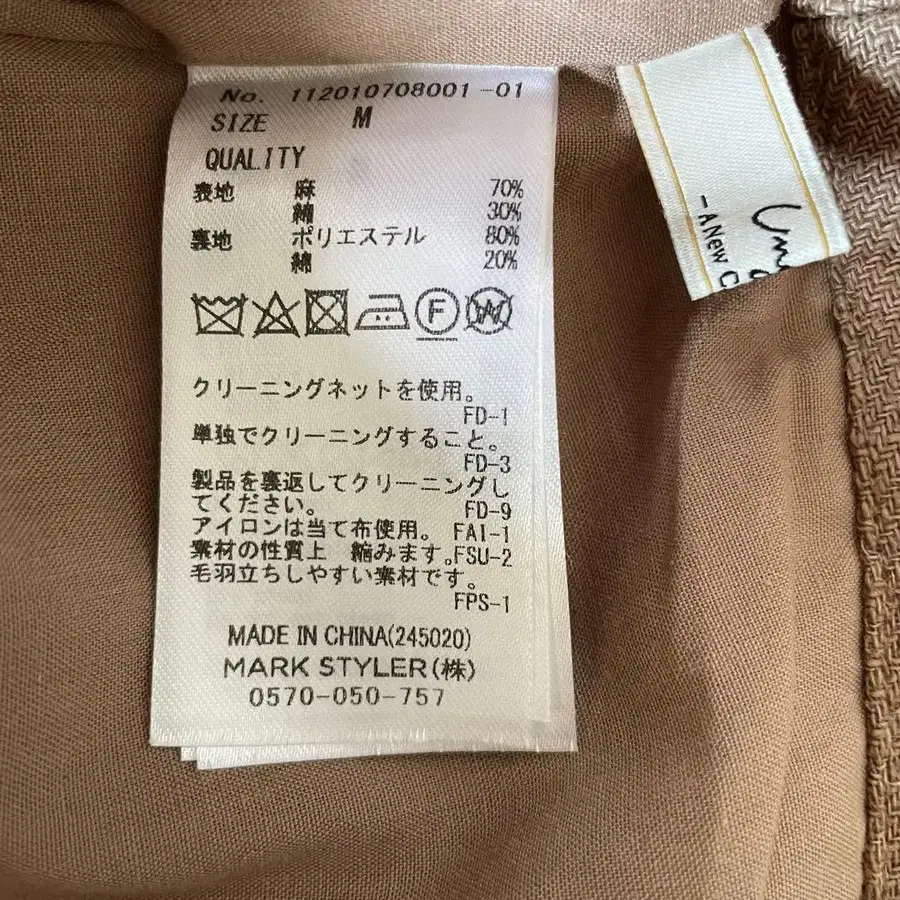 No. 112010708001-01
SIZE M
QUALITY
表地 麻 70%
綿 30%
裏地 ポリエステル 80%
綿 20%
F W
クリーニングネットを使用。
FD-1
単独でクリーニングすること。
FD-3
製品を裏返してクリーニングし
てください。 FD-9
アイロンは当て布使用。 FAI-1
素材の性質上 縮みます。FSU-2
毛羽立ちしやすい素材です。
FPS-1
MADE IN CHINA(245020)
MARK STYLER(株)
0570-050-757
-A New